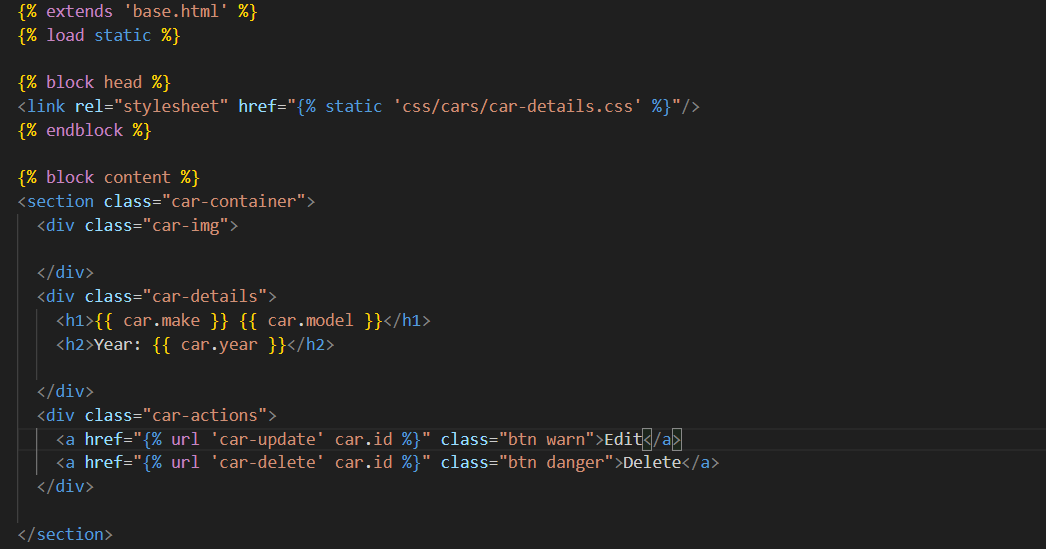 {% extends 'base.html' %}
{% load static %}
{% block head %}
<link rel="stylesheet" href="{% static 'css/cars/car-details.css' %}"/>
{% endblock %}
{% block content %}
<section class="car-container">
<div class="car-img">
</div>
<div class="car-details">
<h1>{{ car.make }} {{ car.model }}</h1>
<h2>Year: {{ car.year }}</h2>
</div>
<div class="car-actions">
<a href="{% url 'car-update' car.id %}" class="btn warn">Edit</a>
<a href="{% url 'car-delete' car.id %}" class="btn danger">Delete</a>
</div>
</section>